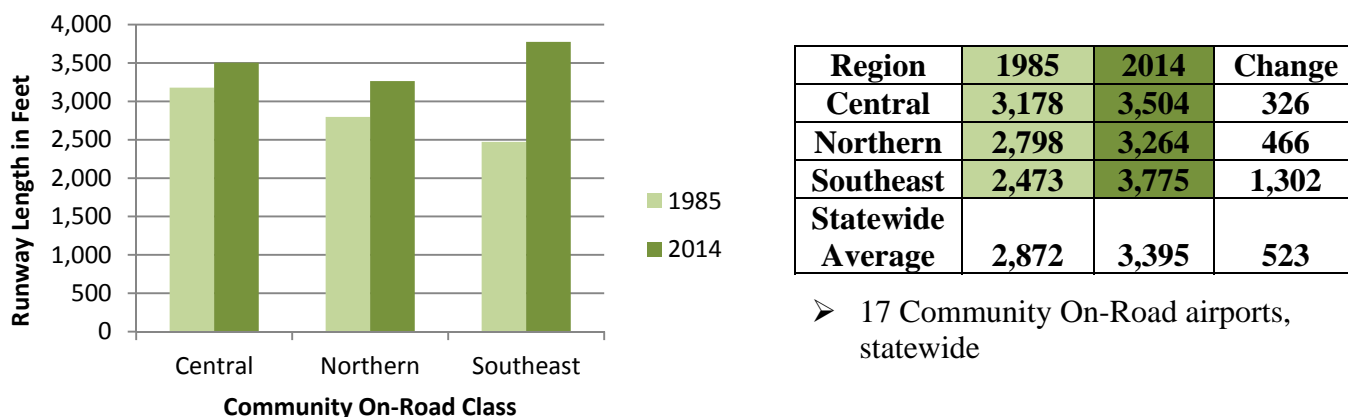 4,000
3,500
3,000
2,500
2,000
1,500
1,000
500
0
Runway Length in Feet
Central Northern Southeast
Community On-Road Class
1985
2014
Region 1985 2014 Change
Central 3,178 3,504 326
Northern 2,798 3,264 466
Southeast 2,473 3,775 1,302
Statewide
Average 2,872 3,395 523
➢ 17 Community On-Road airports,
statewide